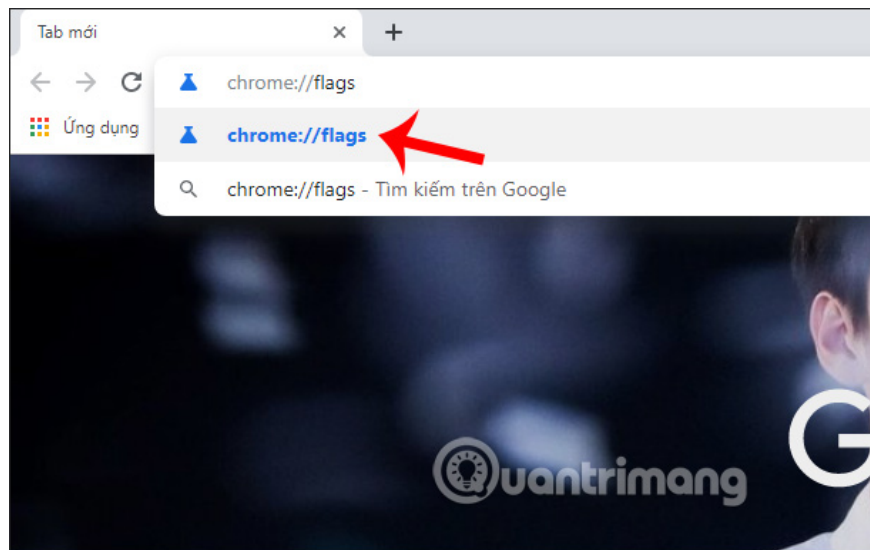 Tab mới
chrome://flags
Ứng dụng
chrome://flags
chrome://flags - Tìm kiếm trên Google
G
Quantrimang